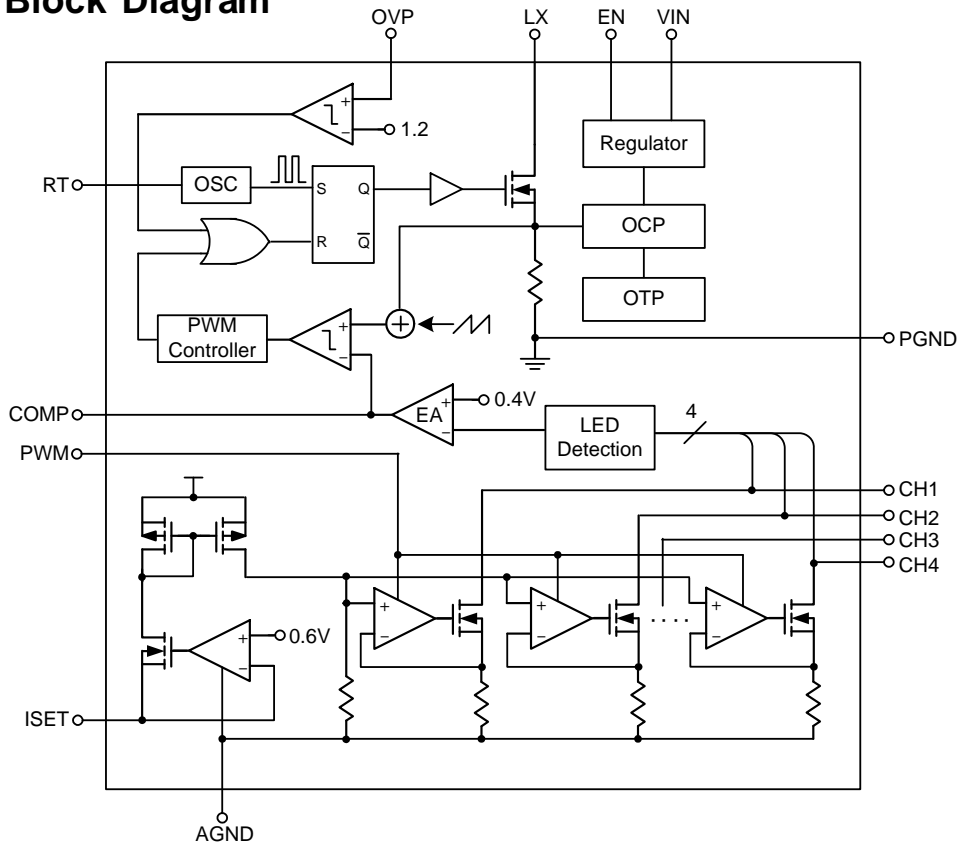 Block Diagram
OVP
LX
EN
VIN
+
−
1.2
Regulator
RT
OSC
S
Q
R
Q̅
OCP
OTP
PWM
Controller
+
−
+
PGND
COMP
EA
+
−
0.4V
LED
Detection
4
PWM
CH1
CH2
CH3
CH4
+
−
+
−
....
+
−
+
−
0.6V
ISET
AGND